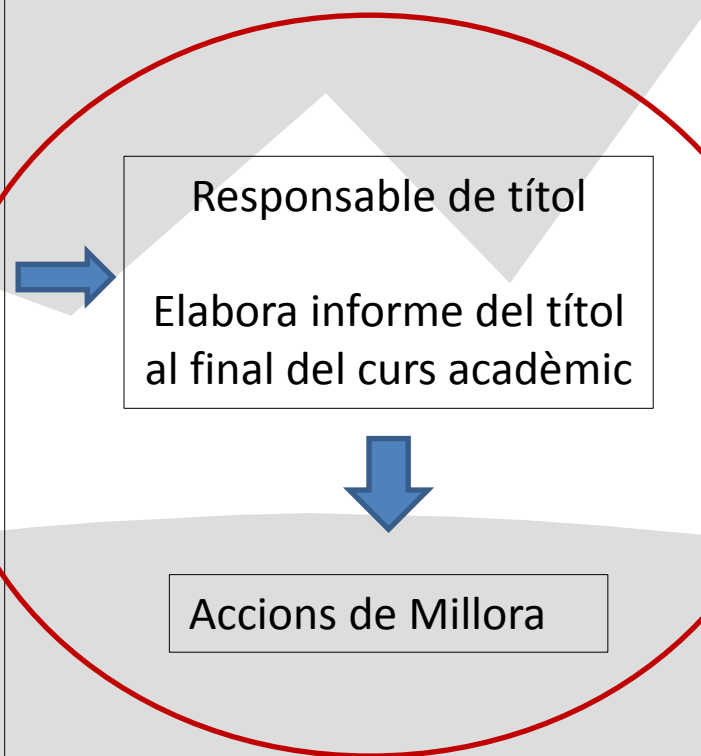 Responsable de títol
Elabora informe del títol
al final del curs acadèmic
Accions de Millora